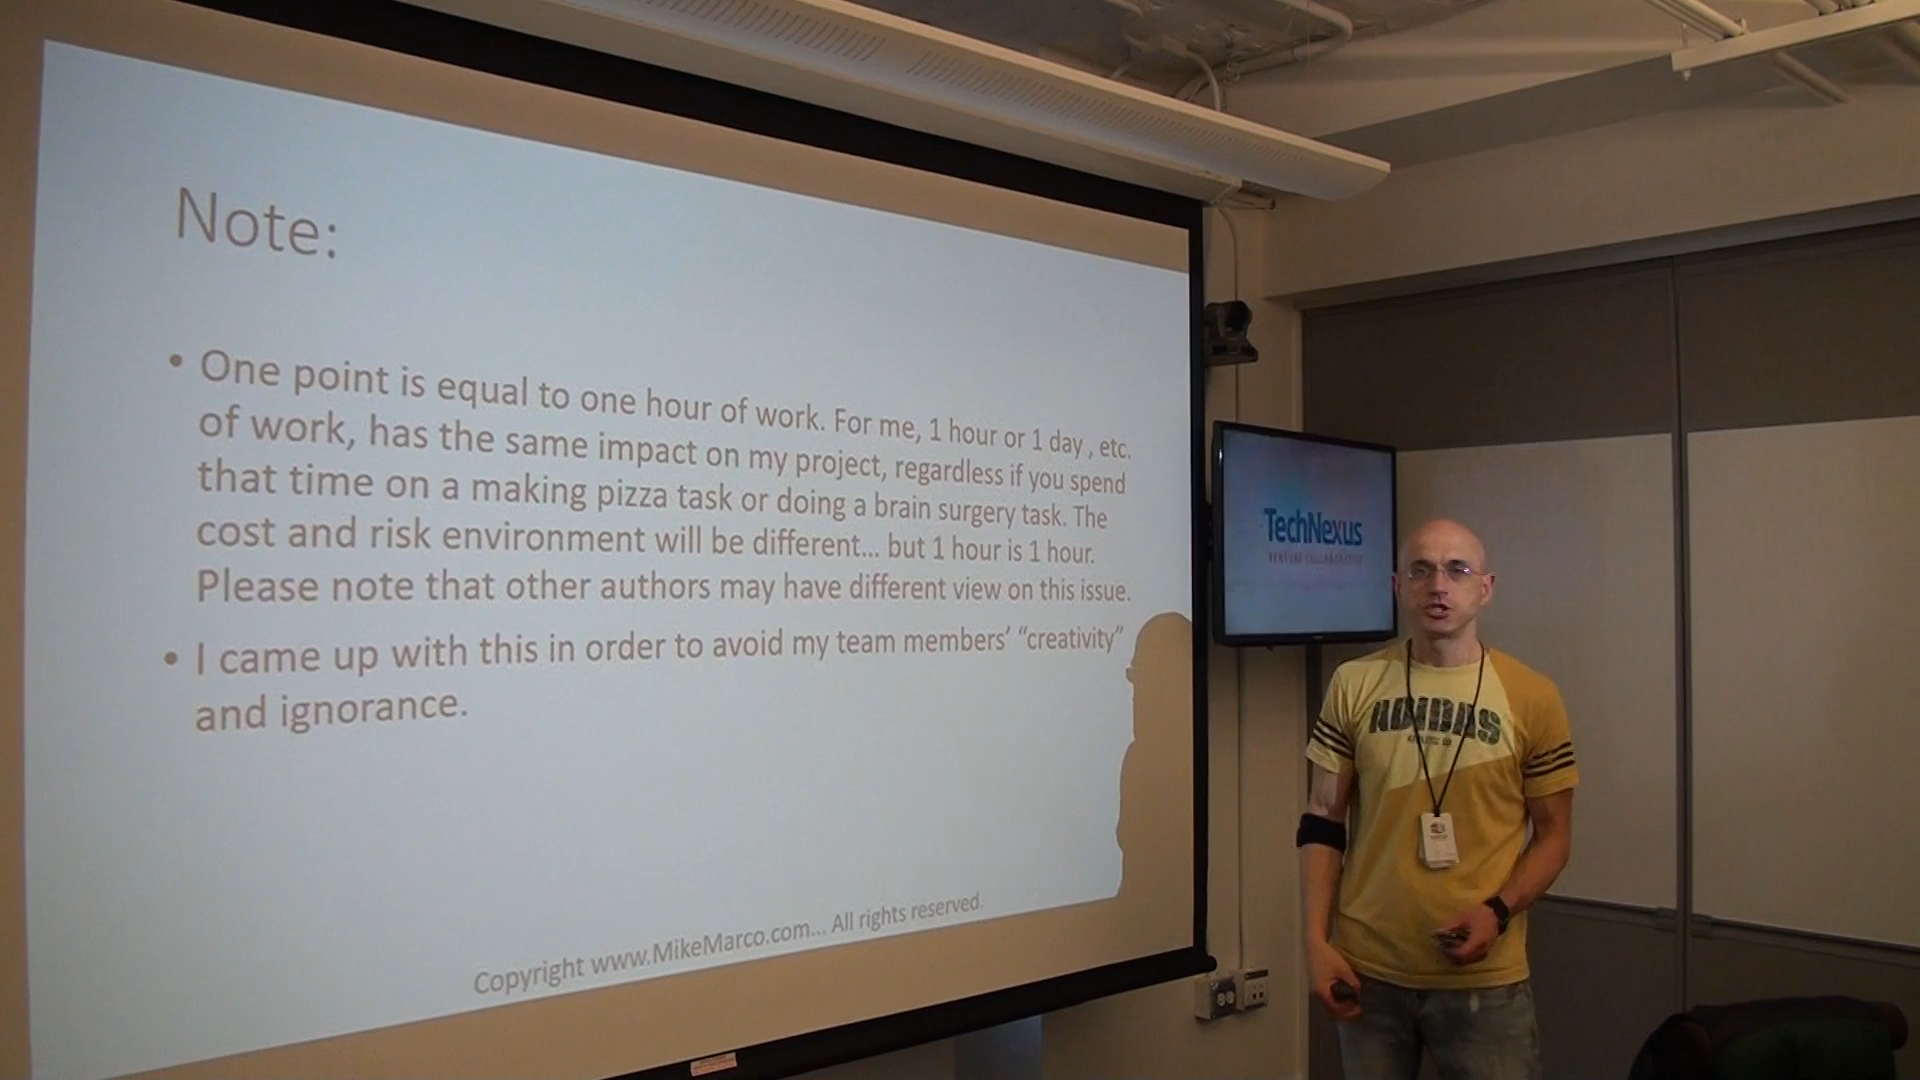 Note:
• One point is equal to one hour of work. For me, 1 hour or 1 day , etc.
of work, has the same impact on my project, regardless if you spend
that time on a making pizza task or doing a brain surgery task. The
cost and risk environment will be different... but 1 hour is 1 hour.
Please note that other authors may have different view on this issue.
• I came up with this in order to avoid my team members’ “creativity”
and ignorance.
Copyright www.MikeMarco.com... All rights reserved.
TechNexus
VENTURE COLLABORATIVE
ADIDAS